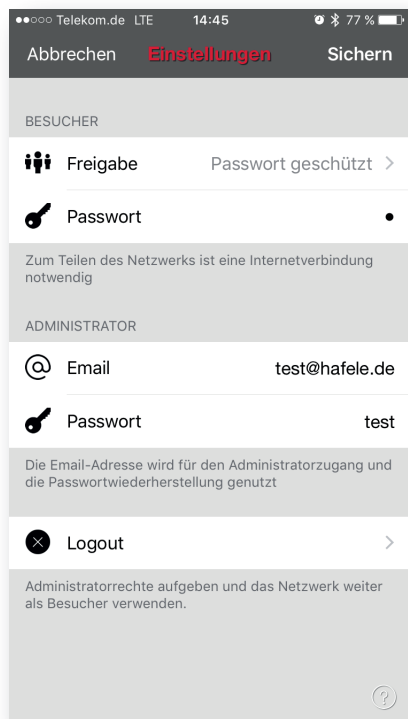 Telekom.de LTE 14:45 77 %
Abbrechen Einstellungen Sichern
BESUCHER
Freigabe Passwort geschützt
Passwort •
Zum Teilen des Netzwerks ist eine Internetverbindung
notwendig
ADMINISTRATOR
Email test@hafele.de
Passwort test
Die Email-Adresse wird für den Administratorzugang und
die Passwortwiederherstellung genutzt
Logout
Administratorrechte aufgeben und das Netzwerk weiter
als Besucher verwenden.
?